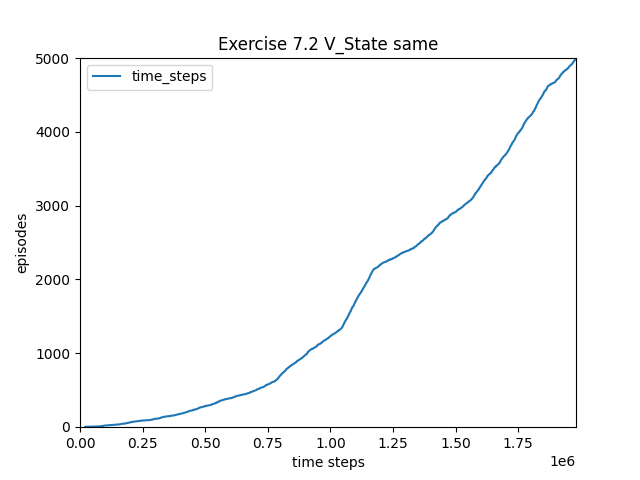 Exercise 7.2 V_State same
time_steps
episodes
5000
4000
3000
2000
1000
0
0.00 0.25 0.50 0.75 1.00 1.25 1.50 1.75
1e6
time steps